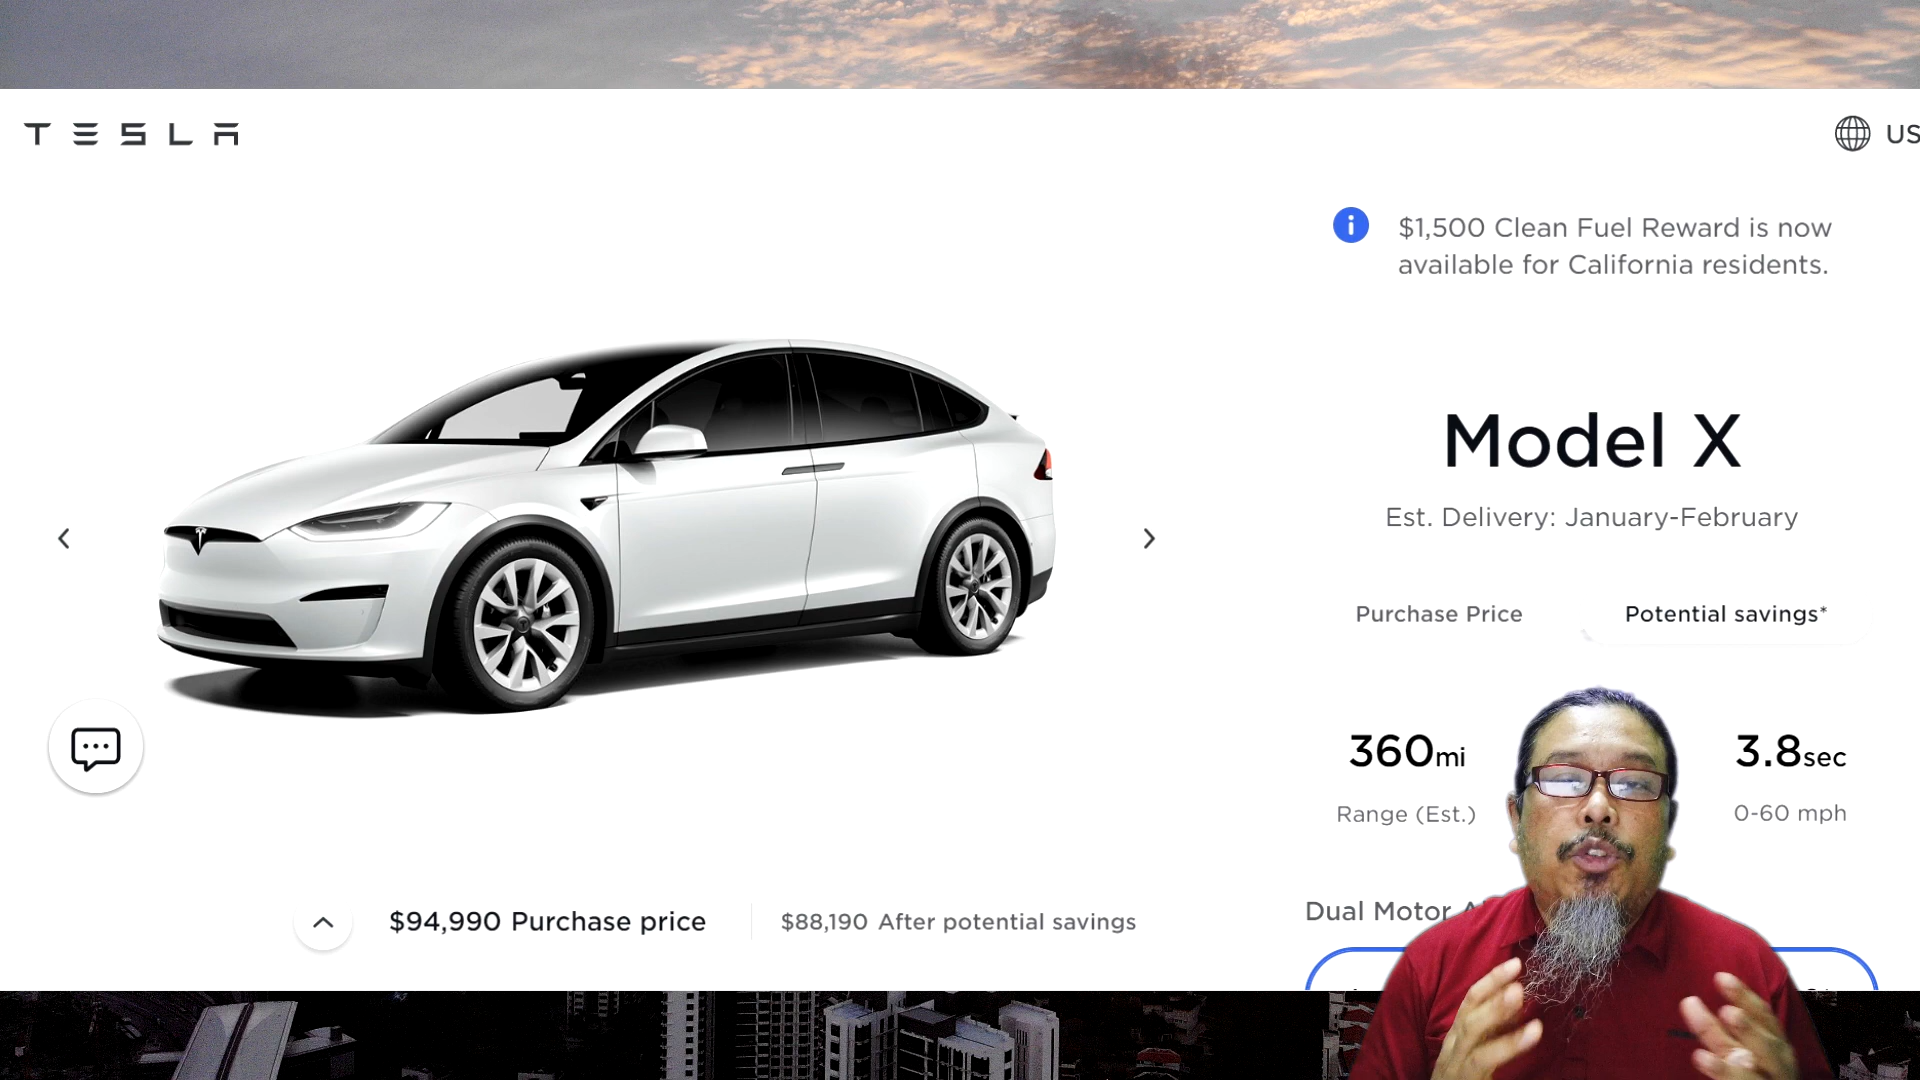 TESLA
US
$1,500 Clean Fuel Reward is now
available for California residents.
Model X
Est. Delivery: January-February
Purchase Price
Potential savings*
360mi
3.8sec
Range (Est.)
0-60 mph
Dual Motor
$94,990 Purchase price
$88,190 After potential savings